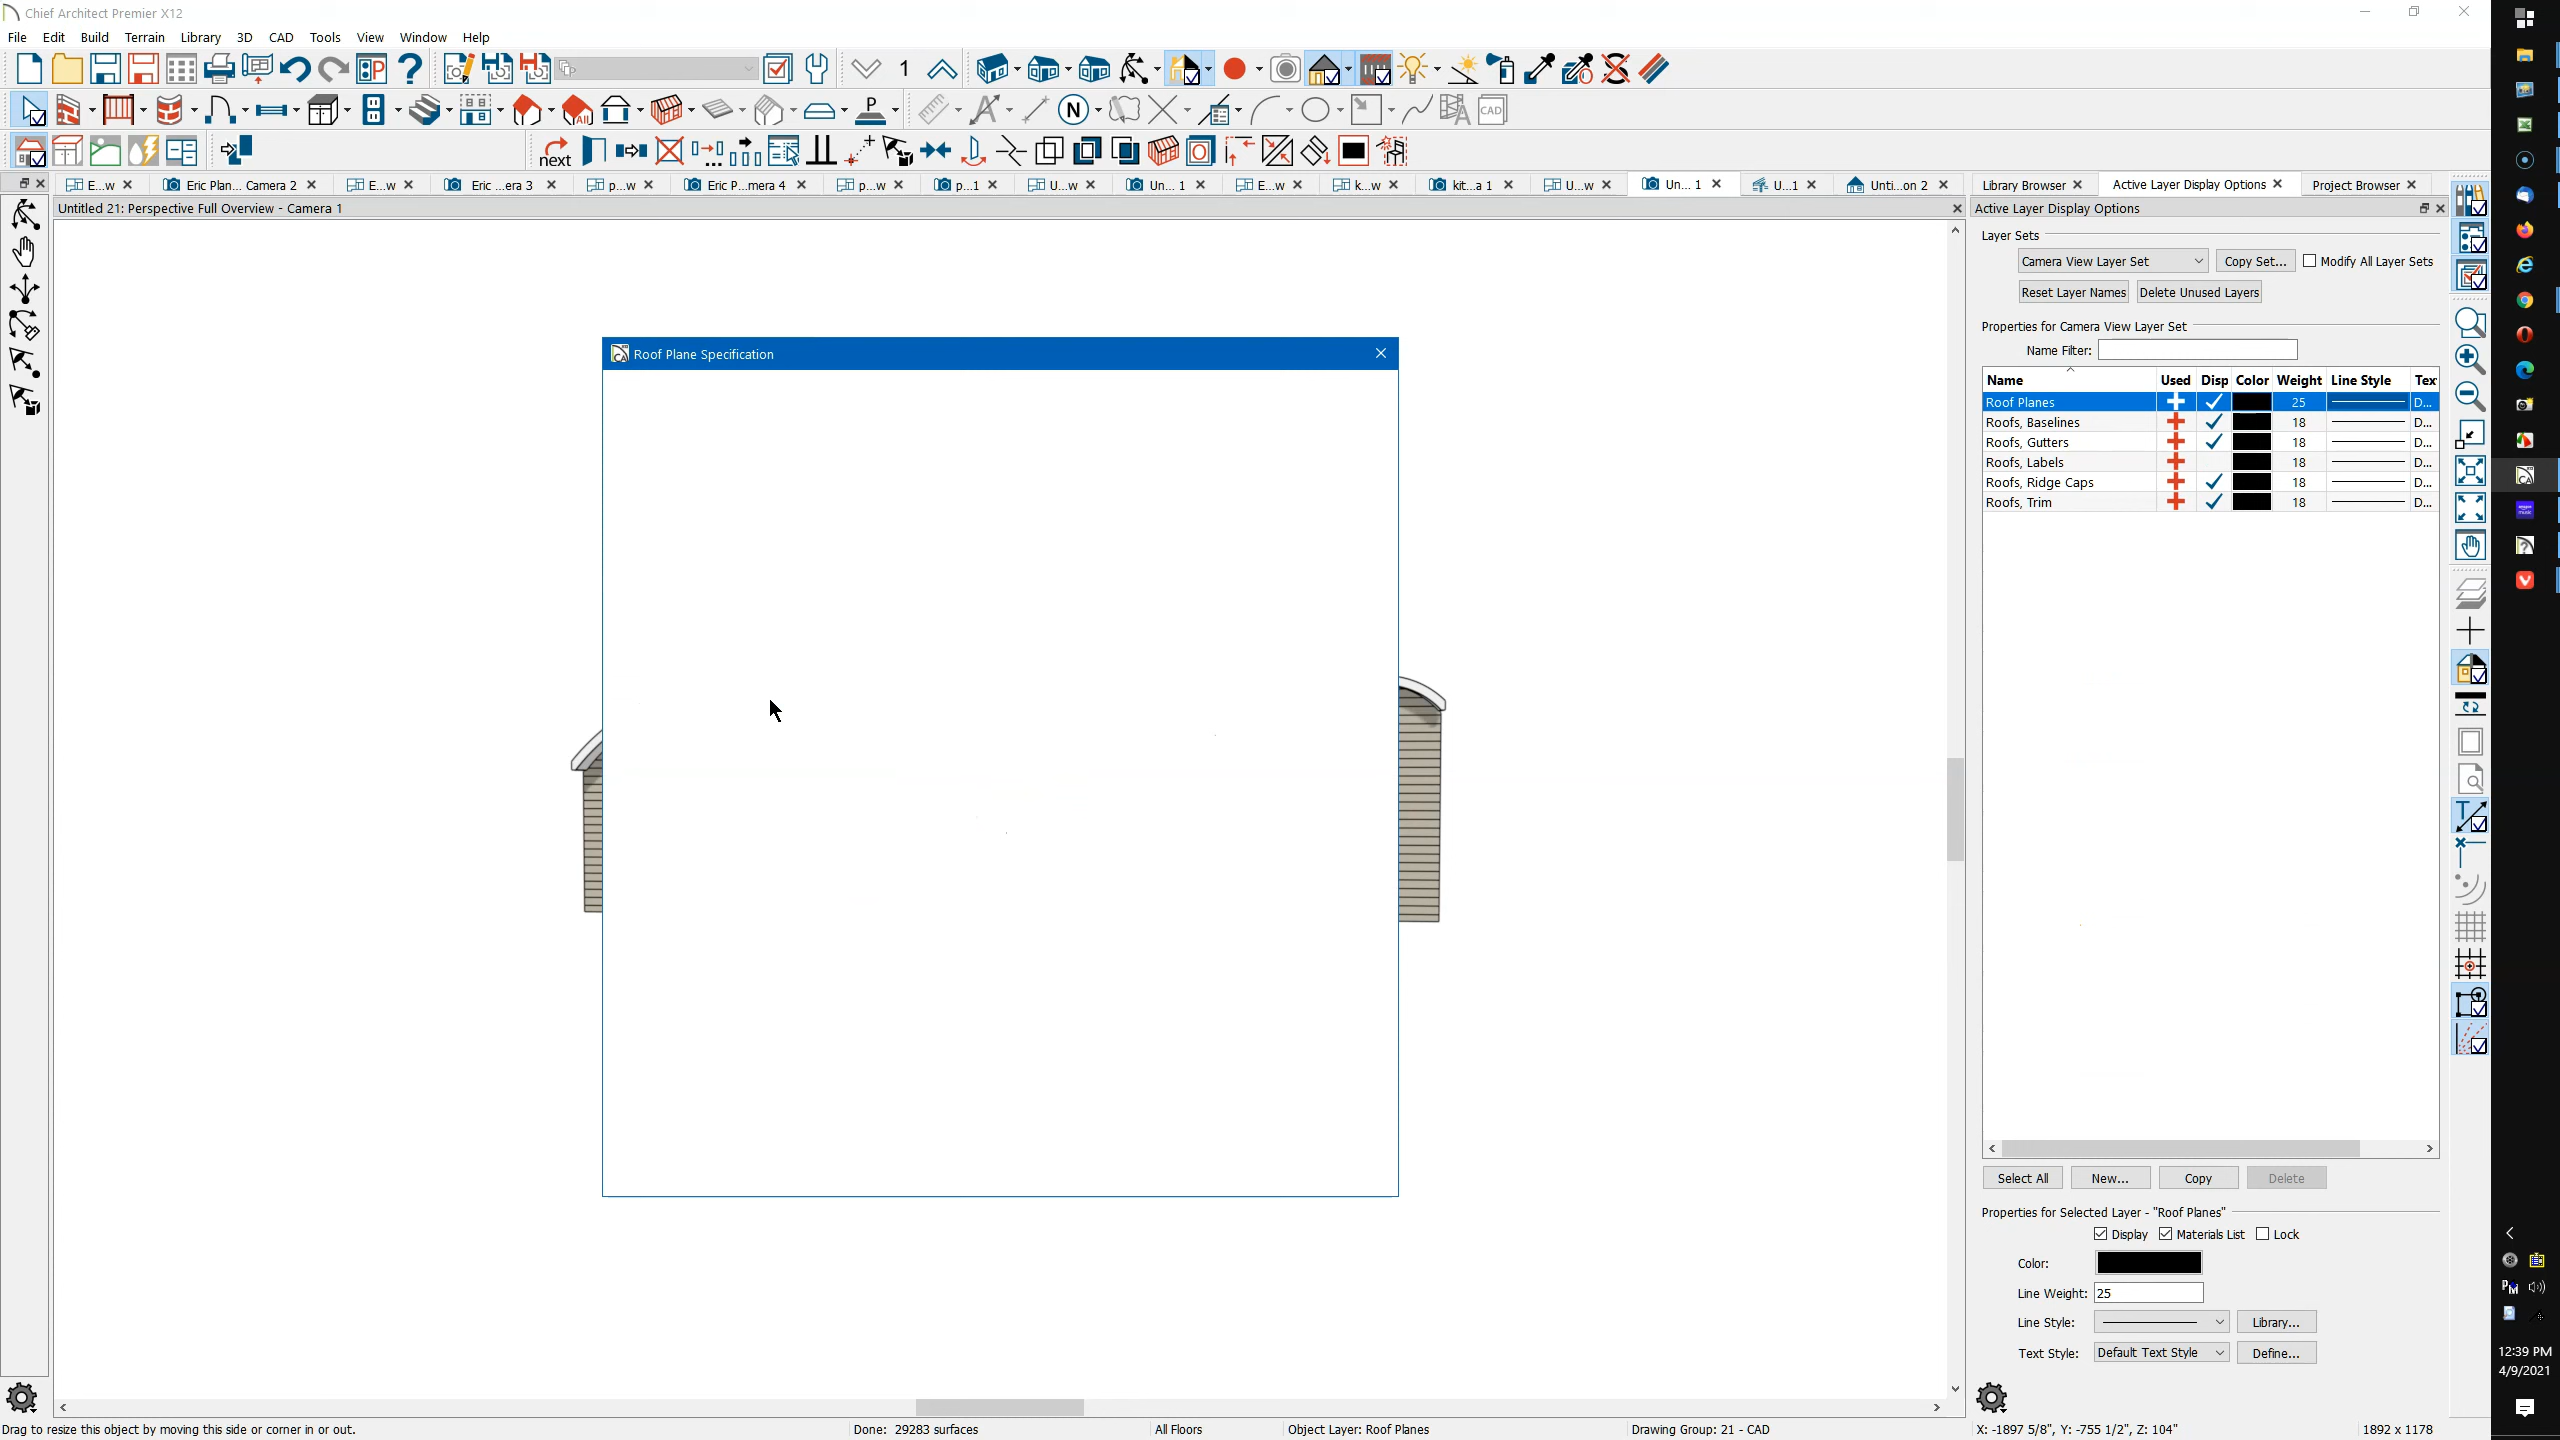 Chief Architect Premier X12
File Edit Build Terrain Library 3D CAD Tools View Window Help
1
N All P CAD
next
E...w Eric Plan... Camera 2 E...w Eric ...era 3 p...w Eric P...mera 4 p...w p...1 U...w Un... 1 E...w k...w kit...a 1 U...w Un... 1 U...1 Unti...on 2 Library Browser Active Layer Display Options Project Browser
Untitled 21: Perspective Full Overview - Camera 1
Active Layer Display Options
Layer Sets
Camera View Layer Set Copy Set... Modify All Layer Sets
Reset Layer Names Delete Unused Layers
Properties for Camera View Layer Set
Name Filter:
Roof Plane Specification
Name Used Disp Color Weight Line Style Tex
Roof Planes 25 D...
Roofs, Baselines 18 D...
Roofs, Gutters 18 D...
Roofs, Labels 18 D...
Roofs, Ridge Caps 18 D...
Roofs, Trim 18 D...
Select All New... Copy Delete
Properties for Selected Layer - "Roof Planes"
Display Materials List Lock
Color:
Line Weight: 25
Line Style: Library...
Text Style: Default Text Style Define...
12:39 PM
4/9/2021
Drag to resize this object by moving this side or corner in or out. Done: 29283 surfaces All Floors Object Layer: Roof Planes Drawing Group: 21 - CAD X: -1897 5/8", Y: -755 1/2", Z: 104" 1892 x 1178